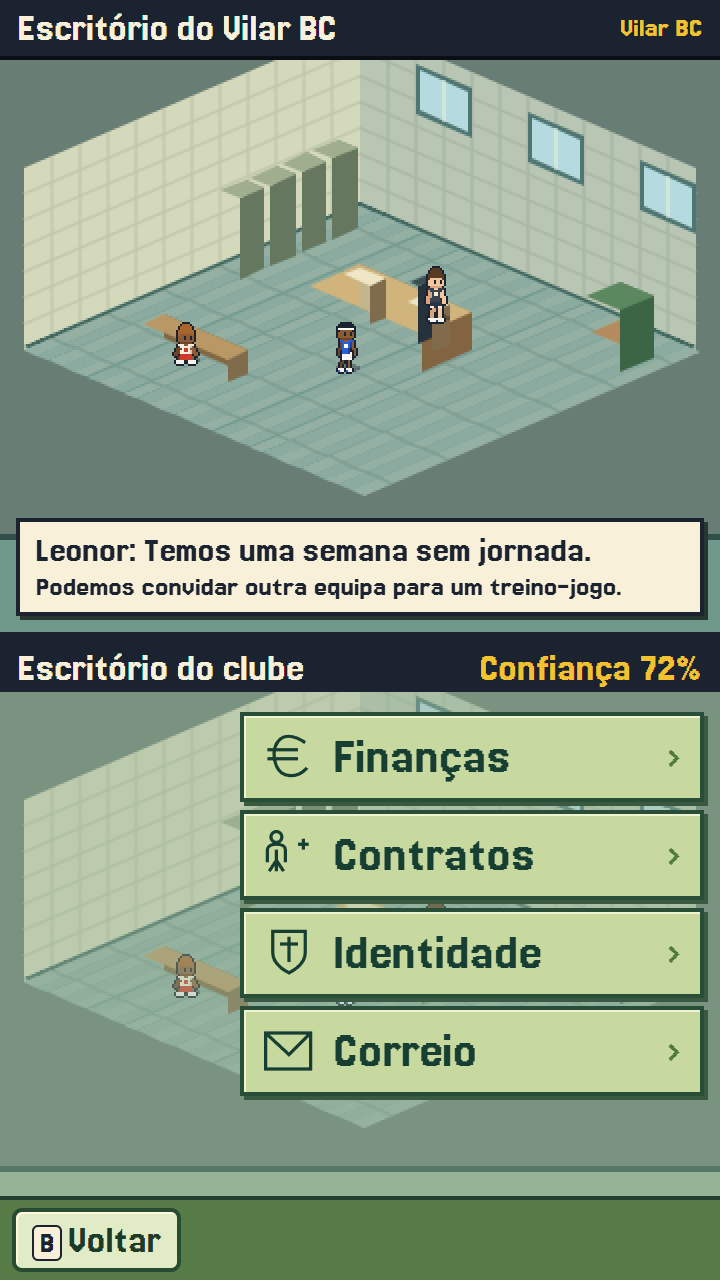 Escritório do Vilar BC
Vilar BC
Leonor: Temos uma semana sem jornada.
Podemos convidar outra equipa para um treino-jogo.
Escritório do clube
Confiança 72%
Finanças
Contratos
Identidade
Correio
B Voltar